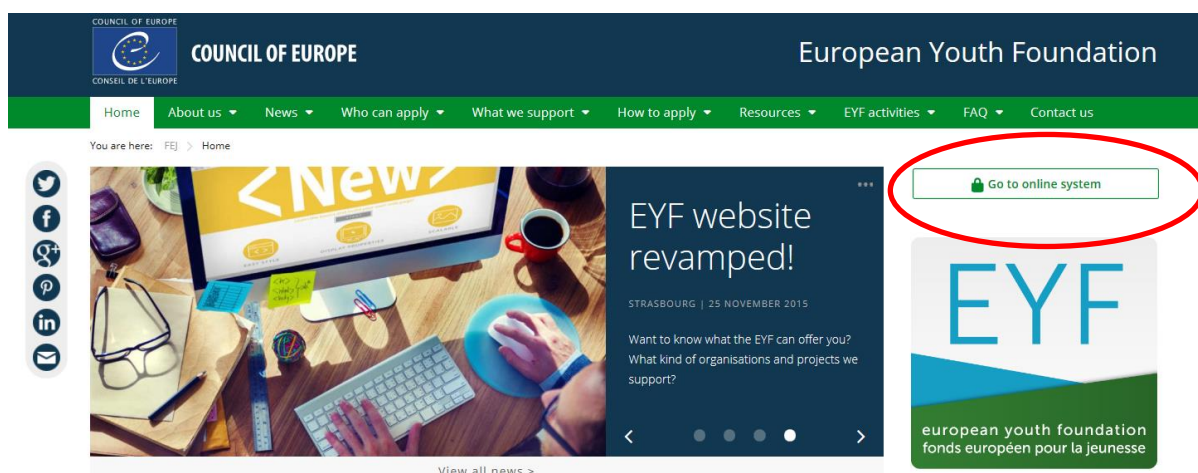 COUNCIL OF EUROPE
COUNCIL OF EUROPE
CONSEIL DE L'EUROPE
European Youth Foundation
Home About us News Who can apply What we support How to apply Resources EYF activities FAQ Contact us
You are here: FEJ > Home
Go to online system
<New>
EYF website
revamped!
STRASBOURG | 25 NOVEMBER 2015
Want to know what the EYF can offer you?
What kind of organisations and projects we
support?
EYF
european youth foundation
fonds européen pour la jeunesse
View all news >